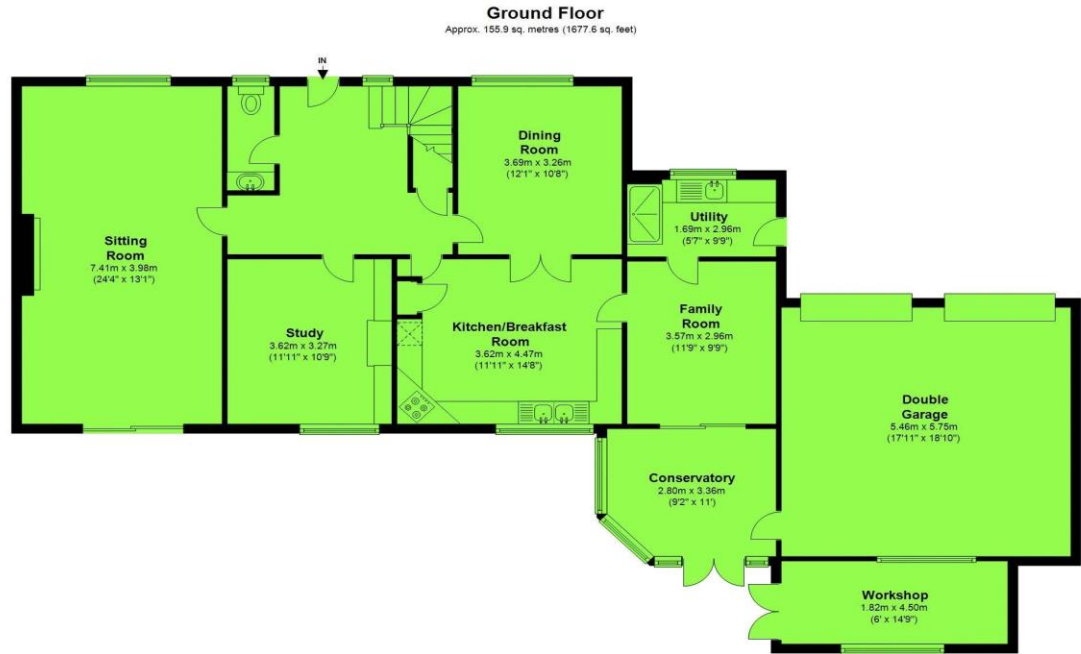 Ground Floor
Approx. 155.9 sq. metres (1677.6 sq. feet)
IN
Dining
Room
3.69m x 3.26m
(12'1" x 10'8")
Utility
1.69m x 2.96m
(5'7" x 9'9")
Sitting
Room
7.41m x 3.98m
(24'4" x 13'1")
Study
3.62m x 3.27m
(11'11" x 10'9")
Kitchen/Breakfast
Room
3.62m x 4.47m
(11'11" x 14'8")
Family
Room
3.57m x 2.96m
(11'9" x 9'9")
Double
Garage
5.46m x 5.75m
(17'11" x 18'10")
Conservatory
2.80m x 3.36m
(9'2" x 11')
Workshop
1.82m x 4.50m
(6' x 14'9")